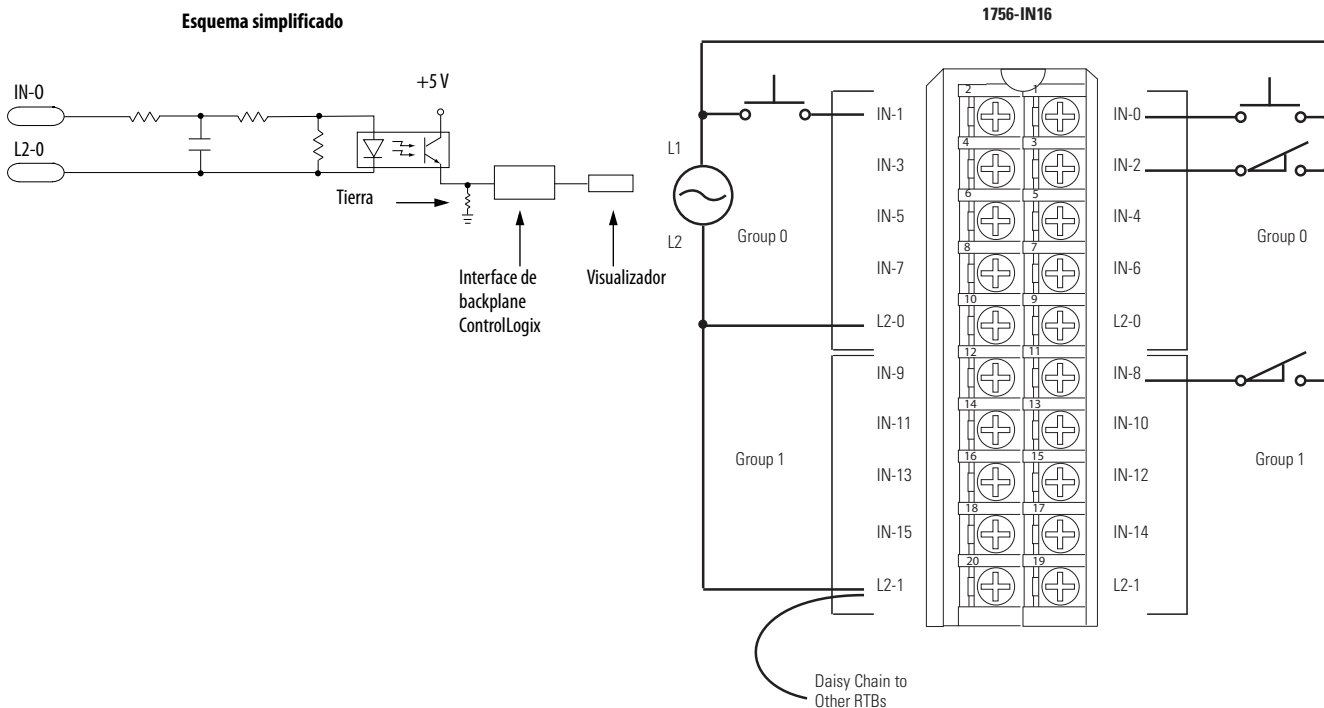 Esquema simplificado
IN-0
L2-0
+5 V
Tierra
Interface de
backplane
ControlLogix
Visualizador
1756-IN16
L1
L2
Group 0
Group 1
IN-1
IN-3
IN-5
IN-7
L2-0
IN-9
IN-11
IN-13
IN-15
L2-1
2 1
4 3
6 5
8 7
10 9
12 11
14 13
16 15
18 17
20 19
IN-0
IN-2
IN-4
IN-6
L2-0
IN-8
IN-10
IN-12
IN-14
L2-1
Group 0
Group 1
Daisy Chain to
Other RTBs